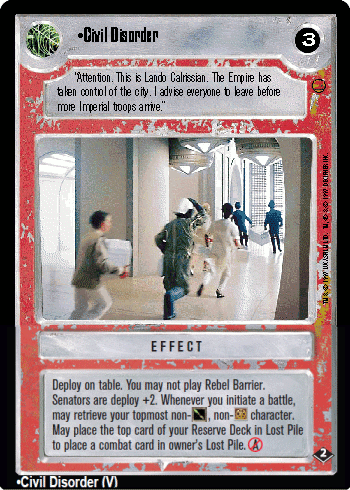 •Civil Disorder
3
"Attention. This is Lando Calrissian. The Empire has
taken control of the city. I advise everyone to leave before
more Imperial troops arrive."
EFFECT
Deploy on table. You may not play Rebel Barrier.
Senators are deploy +2. Whenever you initiate a battle,
may retrieve your topmost non- , non- character.
May place the top card of your Reserve Deck in Lost Pile
to place a combat card in owner's Lost Pile. A
2
•Civil Disorder (V)